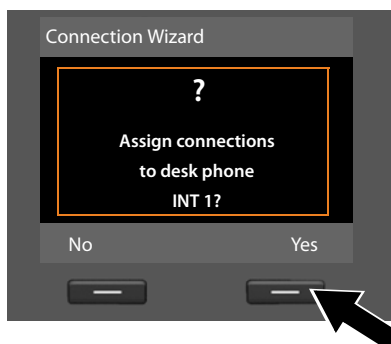 Connection Wizard
?
Assign connections
to desk phone
INT 1?
No Yes